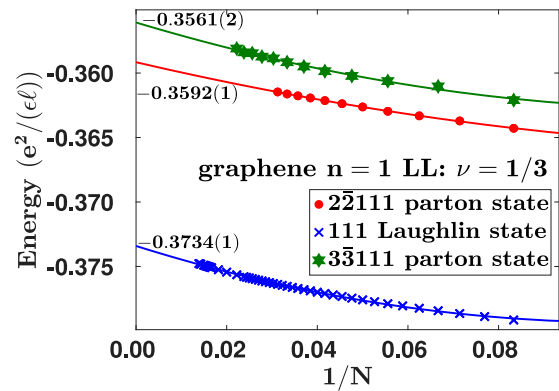 −0.3561(2)
-0.360
−0.3592(1)
-0.365
graphene n = 1 LL: ν = 1/3
-0.370
22̄111 parton state
111 Laughlin state
33̄111 parton state
−0.3734(1)
-0.375
Energy (e²/(ϵℓ))
0.00 0.02 0.04 0.06 0.08
1/N